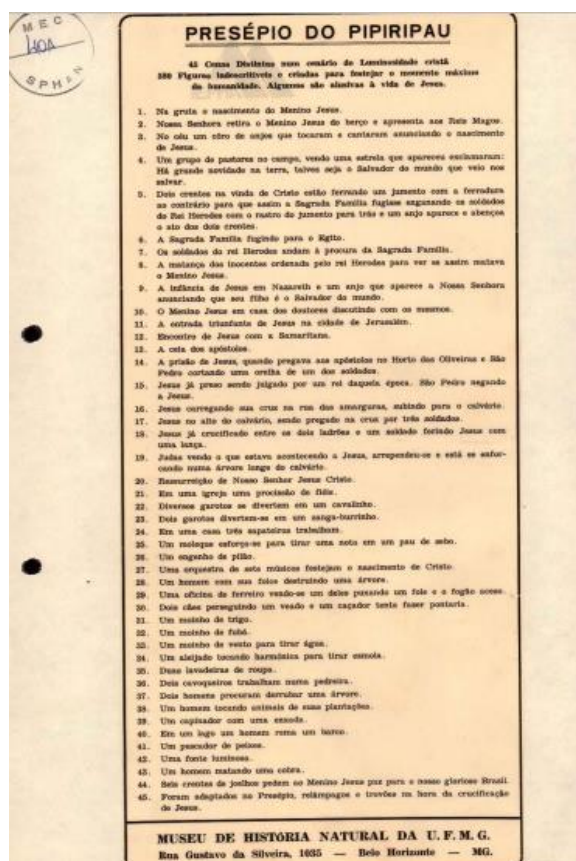 MEC
SPHAN
PRESÉPIO DO PIPIRIPAU
45 Cenas Distintas num cenário de Luminosidade cristã
580 Figuras indescritíveis e criadas para festejar o momento máximo
da humanidade. Algumas são alusivas à vida de Jesus.
1. Na gruta o nascimento do Menino Jesus.
2. Nossa Senhora retira o Menino Jesus do berço e apresenta aos Reis Magos.
3. No céu um côro de anjos que tocaram e cantaram anunciando o nascimento
de Jesus.
4. Um grupo de pastores no campo, vendo uma estrela que apareceu exclamaram:
Há grande novidade na terra, talvez seja o Salvador do mundo que veio nos
salvar.
5. Dois crentes na vinda de Cristo estão ferrando um jumento com a ferradura
ao contrário para que assim a Sagrada Família fugisse enganando os soldados
do Rei Herodes com o rastro do jumento para trás e um anjo aparece e abençoa
o ato dos dois crentes.
6. A Sagrada Família fugindo para o Egito.
7. Os soldados do rei Herodes andam à procura da Sagrada Família.
8. A matança dos inocentes ordenada pelo rei Herodes para ver se assim matava
o Menino Jesus.
9. A infância de Jesus em Nazareth e um anjo que aparece a Nossa Senhora
anunciando que seu filho é o Salvador do mundo.
10. O Menino Jesus em casa dos doutores discutindo com os mesmos.
11. A entrada triunfante de Jesus na cidade de Jerusalém.
12. Encontro de Jesus com a Samaritana.
13. A ceia dos apóstolos.
14. A prisão de Jesus, quando pregava aos apóstolos no Horto das Oliveiras e São
Pedro cortando uma orelha de um dos soldados.
15. Jesus já preso sendo julgado por um rei daquela época. São Pedro negando
a Jesus.
16. Jesus carregando sua cruz na rua das amarguras, subindo para o calvário.
17. Jesus no alto do calvário, sendo pregado na cruz por três soldados.
18. Jesus já crucificado entre os dois ladrões e um soldado ferindo Jesus com
uma lança.
19. Judas vendo o que estava acontecendo a Jesus, arrependeu-se e está se enfor-
cando numa árvore longe do calvário.
20. Ressurreição de Nosso Senhor Jesus Cristo.
21. Em uma igreja uma procissão de fiéis.
22. Diversos garotos se divertem em um cavalinho.
23. Dois garotos divertem-se em um zanga-burrinho.
24. Em uma casa três sapateiros trabalham.
25. Um moleque esforça-se para tirar uma nota em um pau de sebo.
26. Um engenho de pilão.
27. Uma orquestra de sete músicos festejam o nascimento de Cristo.
28. Um homem com sua foice destruindo uma árvore.
29. Uma oficina de ferreiro vendo-se um deles puxando um fole e o fogão aceso.
30. Dois cães perseguindo um veado e um caçador tenta fazer pontaria.
31. Um moinho de trigo.
32. Um moinho de fubá.
33. Um moinho de vento para tirar água.
34. Um aleijado tocando harmônica para tirar esmola.
35. Duas lavadeiras de roupa.
36. Dois cavoqueiros trabalham numa pedreira.
37. Dois homens procuram derrubar uma árvore.
38. Um homem tocando animais de suas plantações.
39. Um capinador com uma enxada.
40. Em um lago um homem rema um barco.
41. Um pescador de peixes.
42. Uma fonte luminosa.
43. Um homem matando uma cobra.
44. Seis crentes de joelhos pedem ao Menino Jesus paz para o nosso glorioso Brasil.
45. Foram adaptados no Presépio, relâmpagos e trovões na hora da crucificação
de Jesus.
MUSEU DE HISTÓRIA NATURAL DA U. F. M. G.
Rua Gustavo da Silveira, 1035 — Belo Horizonte — MG.